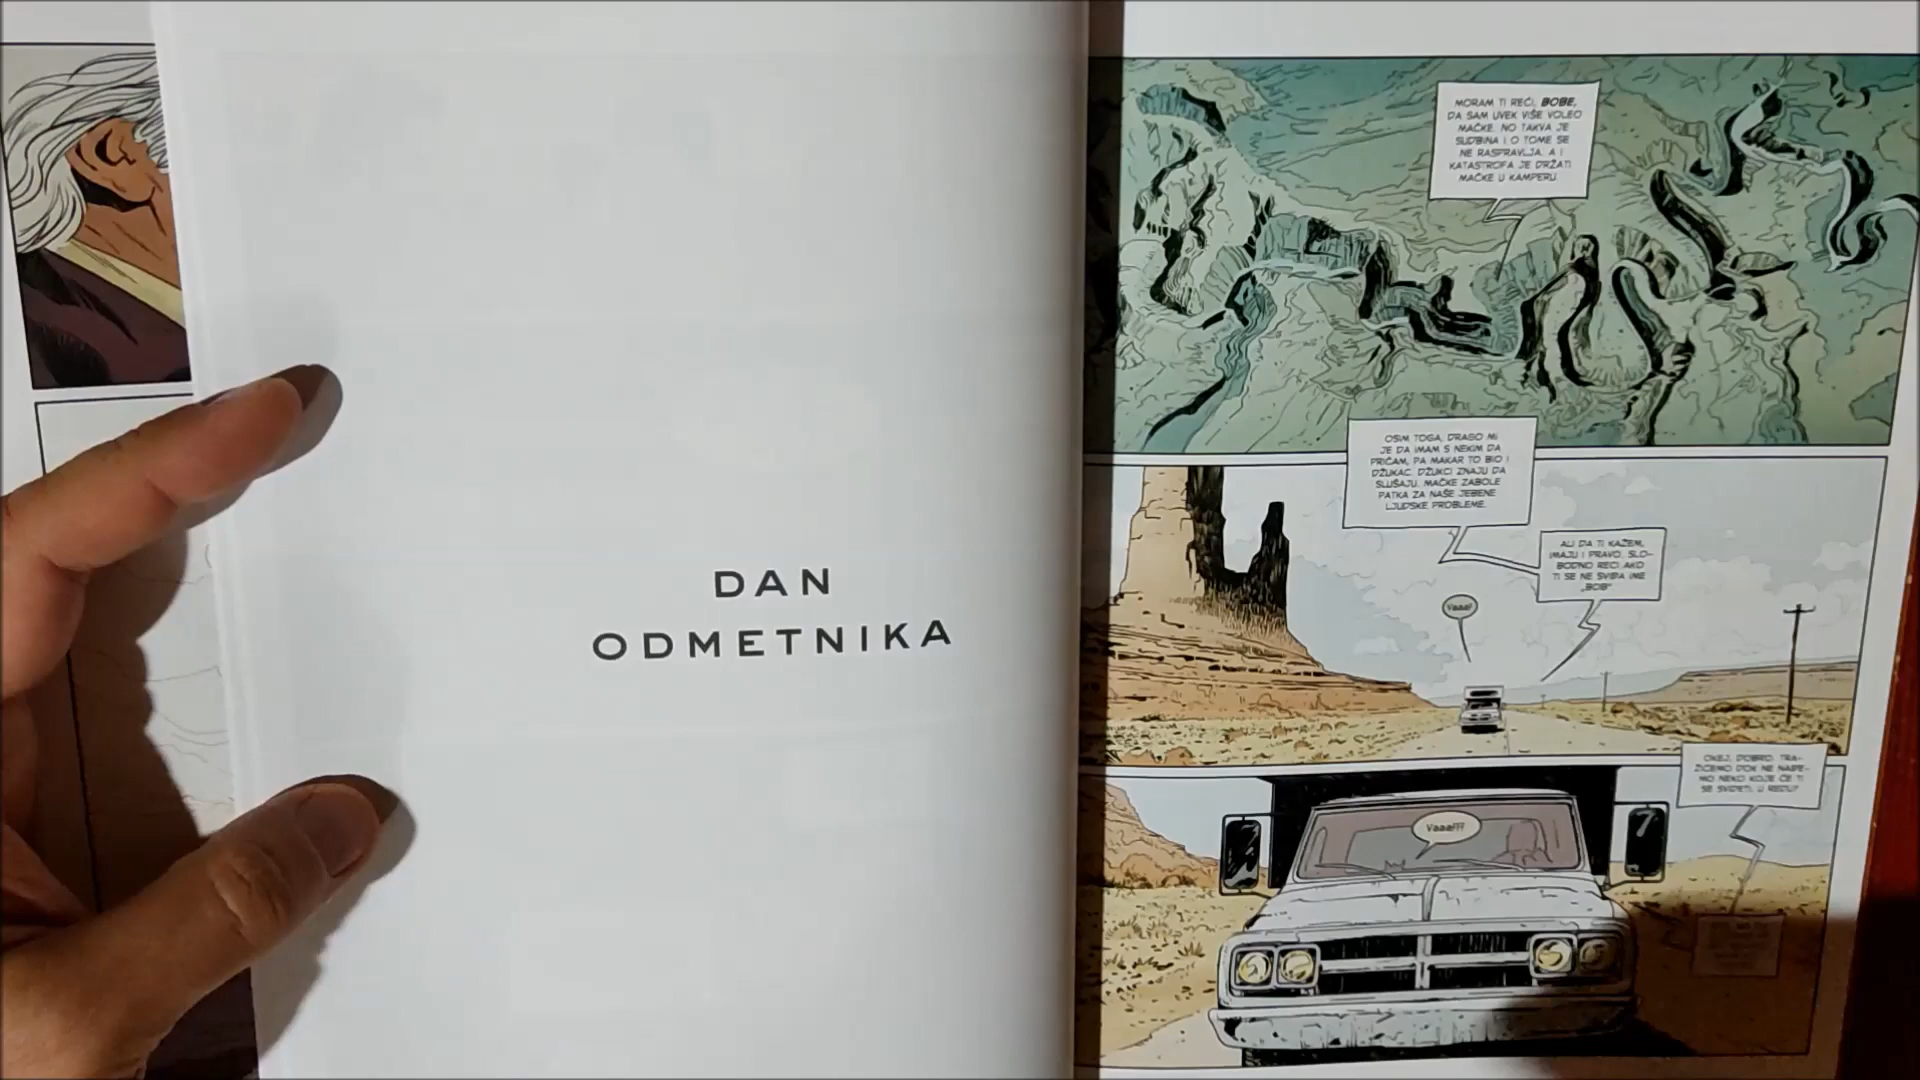 DAN
ODMETNIKA
MORAM TI REĆI, BOBE,
DA SAM UVEK VIŠE VOLEO
MAČKE. NO TAKVA JE
SUDBINA I O TOME SE
NE RASPRAVLJA. A I
KATASTROFA JE DRŽATI
MAČKE U KAMPERU.
OSIM TOGA, DRAGO MI
JE DA IMAM S NEKIM DA
PRIČAM, PA MAKAR TO BIO I
DŽUKAC. DŽUKCI ZNAJU DA
SLUŠAJU. MAČKE ZABOLE
PATKA ZA NAŠE JEBENE
LJUDSKE PROBLEME.
ALI DA TI KAŽEM,
IMAJU I PRAVO. SLO-
BODNO RECI AKO
TI SE NE SVIĐA IME
„BOB“
Vaaa!
OKEJ, DOBRO. TRA-
ŽIĆEMO DOK NE NAĐE-
MO NEKO KOJE ĆE TI
SE SVIDETI, U REDU?
Vaaa!?!